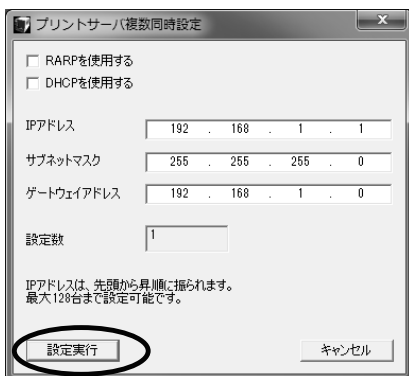 プリントサーバ複数同時設定
RARPを使用する
DHCPを使用する
IPアドレス 192 . 168 . 1 . 1
サブネットマスク 255 . 255 . 255 . 0
ゲートウェイアドレス 192 . 168 . 1 . 0
設定数 1
IPアドレスは、先頭から昇順に振られます。
最大128台まで設定可能です。
設定実行 キャンセル